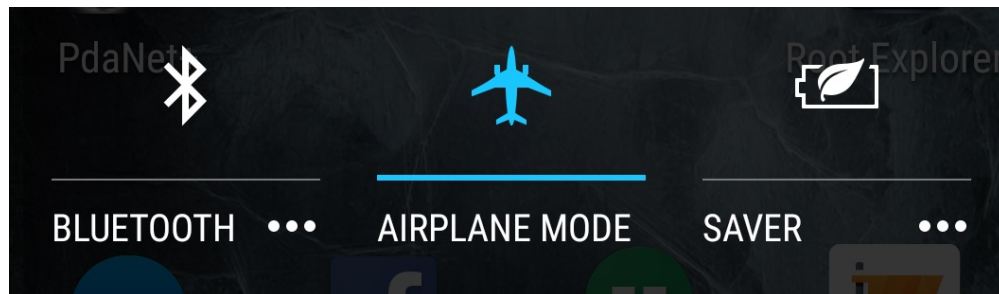 PdaNet+
Root Explorer
BLUETOOTH
AIRPLANE MODE
SAVER